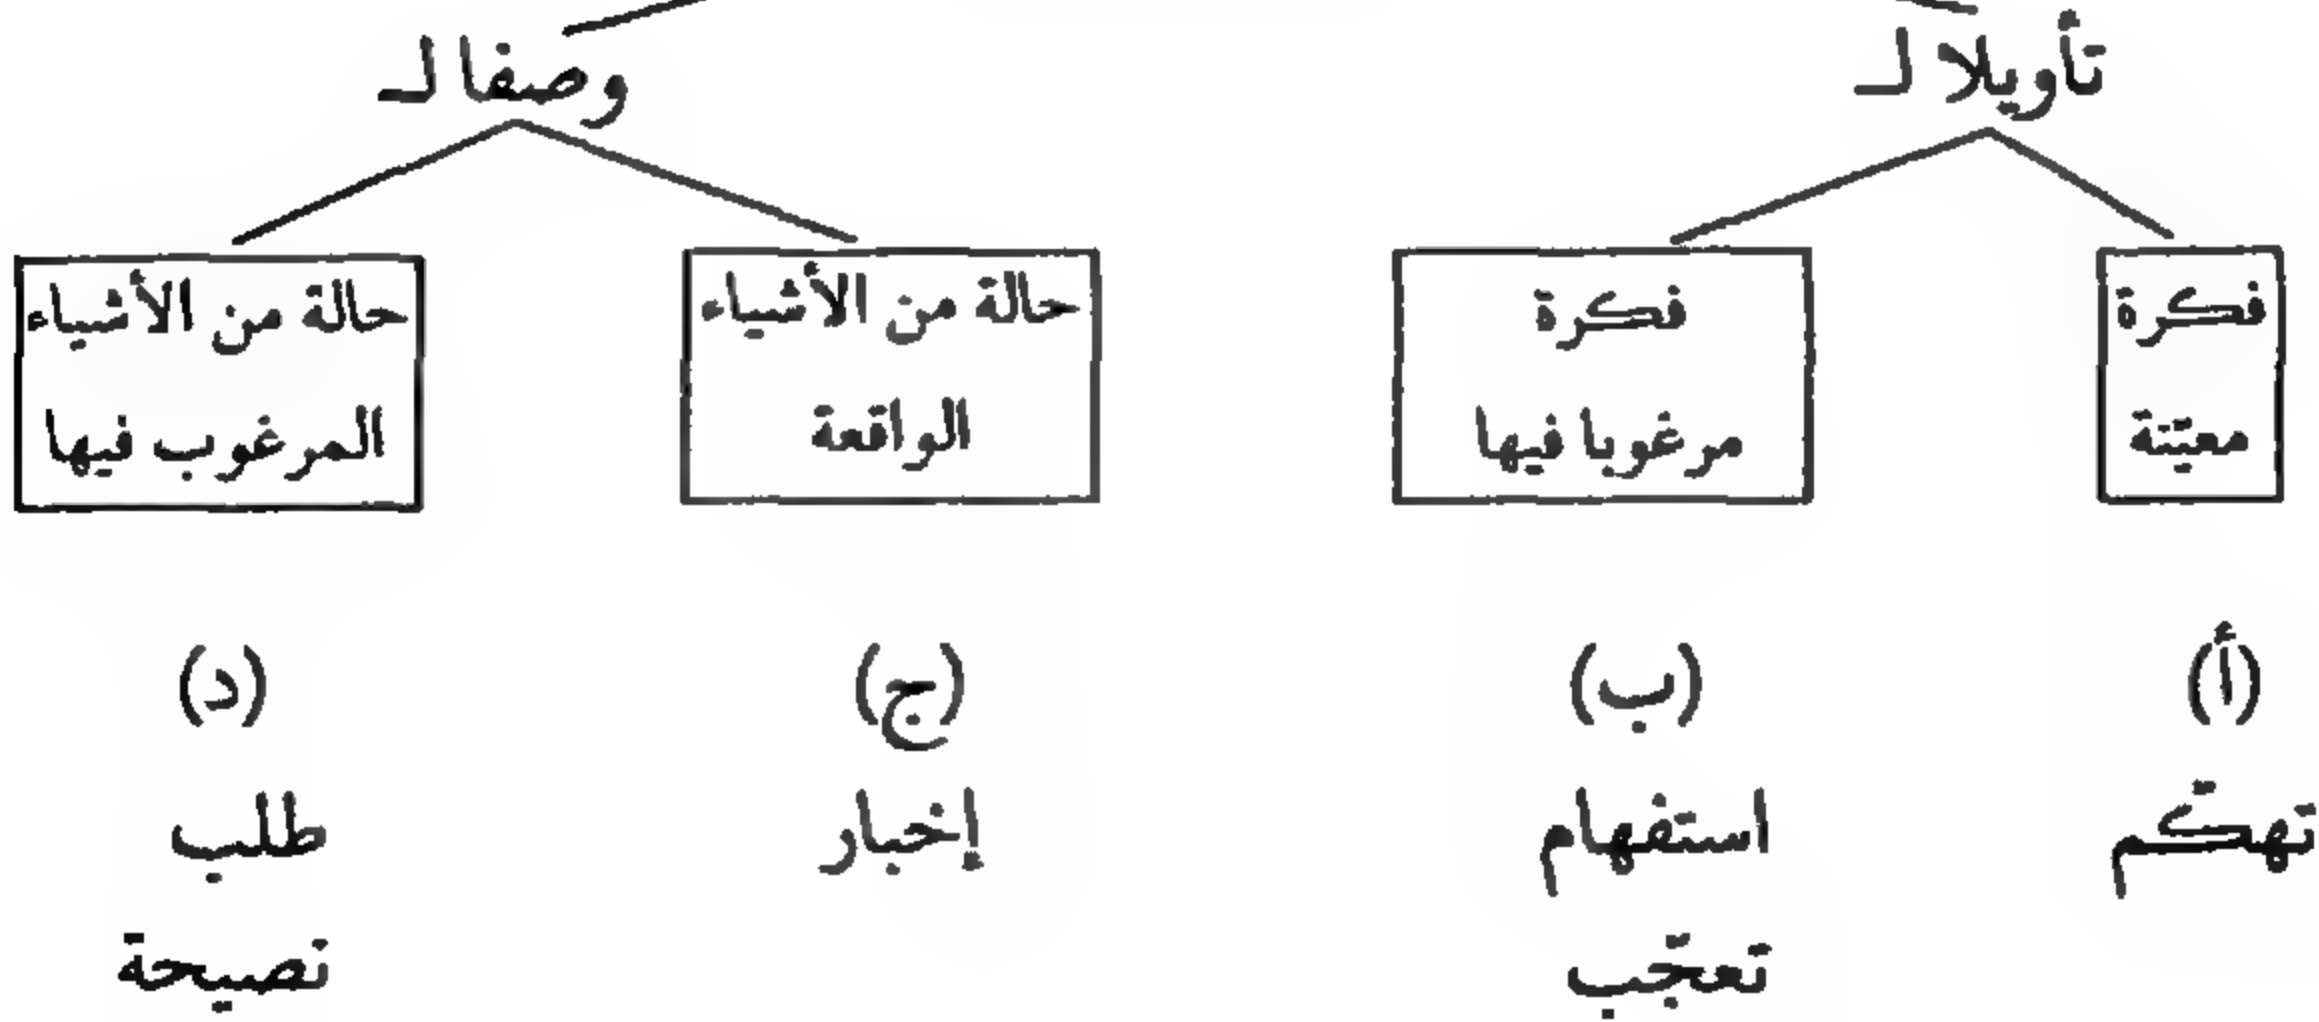 تأويلا لـ
وصفا لـ
فكرة
معيّنة
فكرة
مرغوبا فيها
حالة من الأشياء
الواقعة
حالة من الأشياء
المرغوب فيها
(أ)
(ب)
(ج)
(د)
تهكّم
استفهام
إخبار
طلب
تعجّب
نصيحة